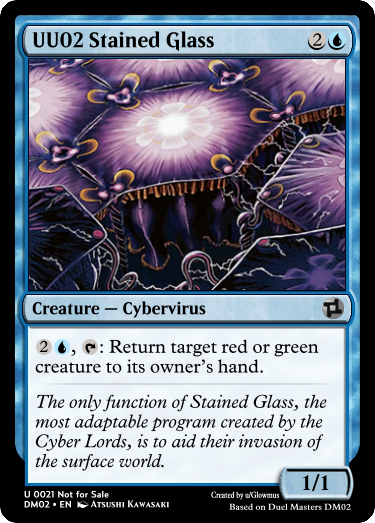 UU02 Stained Glass 2
Creature — Cybervirus
2 , : Return target red or green
creature to its owner's hand.
The only function of Stained Glass, the
most adaptable program created by the
Cyber Lords, is to aid their invasion of
the surface world.
1/1
U 0021 Not for Sale
DM02 • EN Atsushi Kawasaki
Created by u/Glowmus
Based on Duel Masters DM02